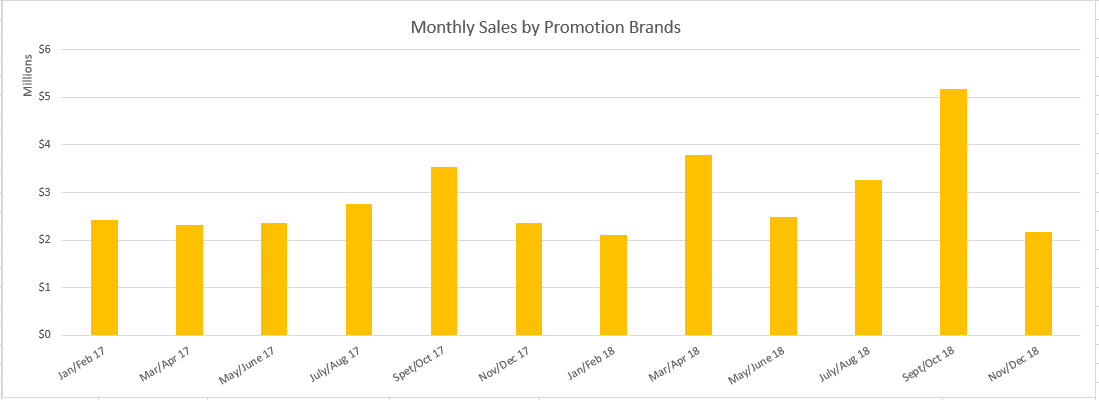 Monthly Sales by Promotion Brands
Millions
$6
$5
$4
$3
$2
$1
$0
Jan/Feb 17
Mar/Apr 17
May/June 17
July/Aug 17
Spet/Oct 17
Nov/Dec 17
Jan/Feb 18
Mar/Apr 18
May/June 18
July/Aug 18
Sept/Oct 18
Nov/Dec 18